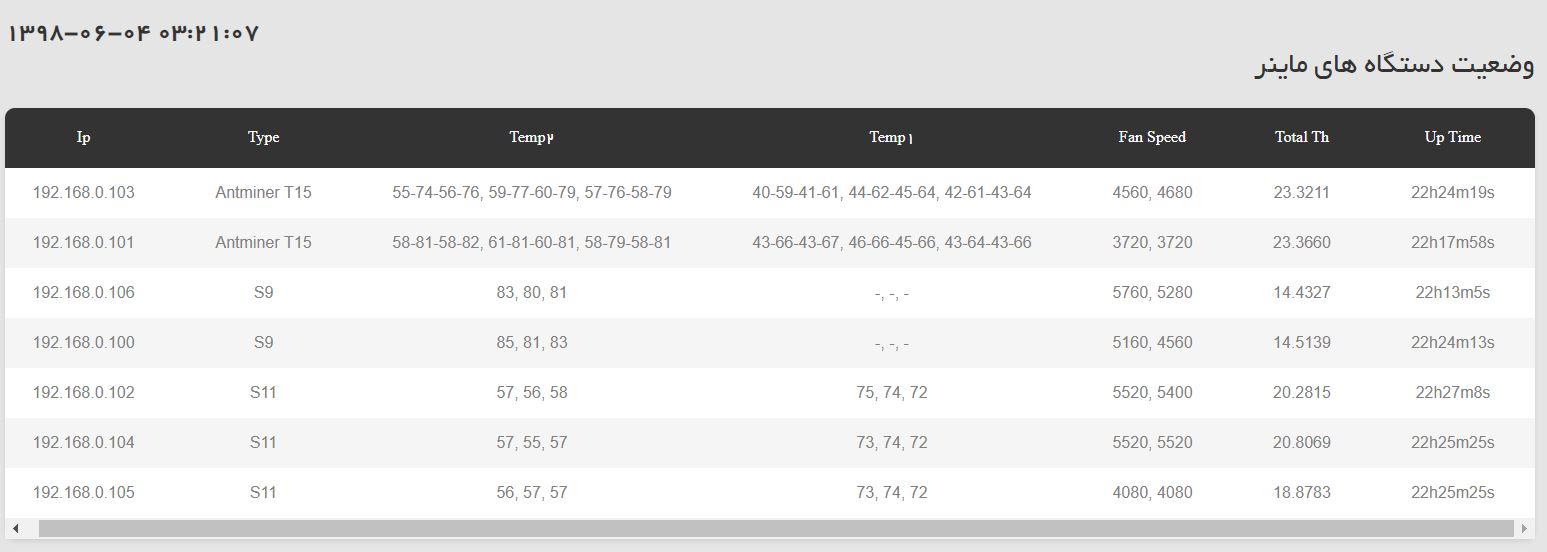 ۱۳۹۸-۰۶-۰۴ ۰۳:۲۱:۰۷
وضعیت دستگاه های ماینر
Ip Type Temp۲ Temp۱ Fan Speed Total Th Up Time
192.168.0.103 Antminer T15 55-74-56-76, 59-77-60-79, 57-76-58-79 40-59-41-61, 44-62-45-64, 42-61-43-64 4560, 4680 23.3211 22h24m19s
192.168.0.101 Antminer T15 58-81-58-82, 61-81-60-81, 58-79-58-81 43-66-43-67, 46-66-45-66, 43-64-43-66 3720, 3720 23.3660 22h17m58s
192.168.0.106 S9 83, 80, 81 -, -, - 5760, 5280 14.4327 22h13m5s
192.168.0.100 S9 85, 81, 83 -, -, - 5160, 4560 14.5139 22h24m13s
192.168.0.102 S11 57, 56, 58 75, 74, 72 5520, 5400 20.2815 22h27m8s
192.168.0.104 S11 57, 55, 57 73, 74, 72 5520, 5520 20.8069 22h25m25s
192.168.0.105 S11 56, 57, 57 73, 74, 72 4080, 4080 18.8783 22h25m25s